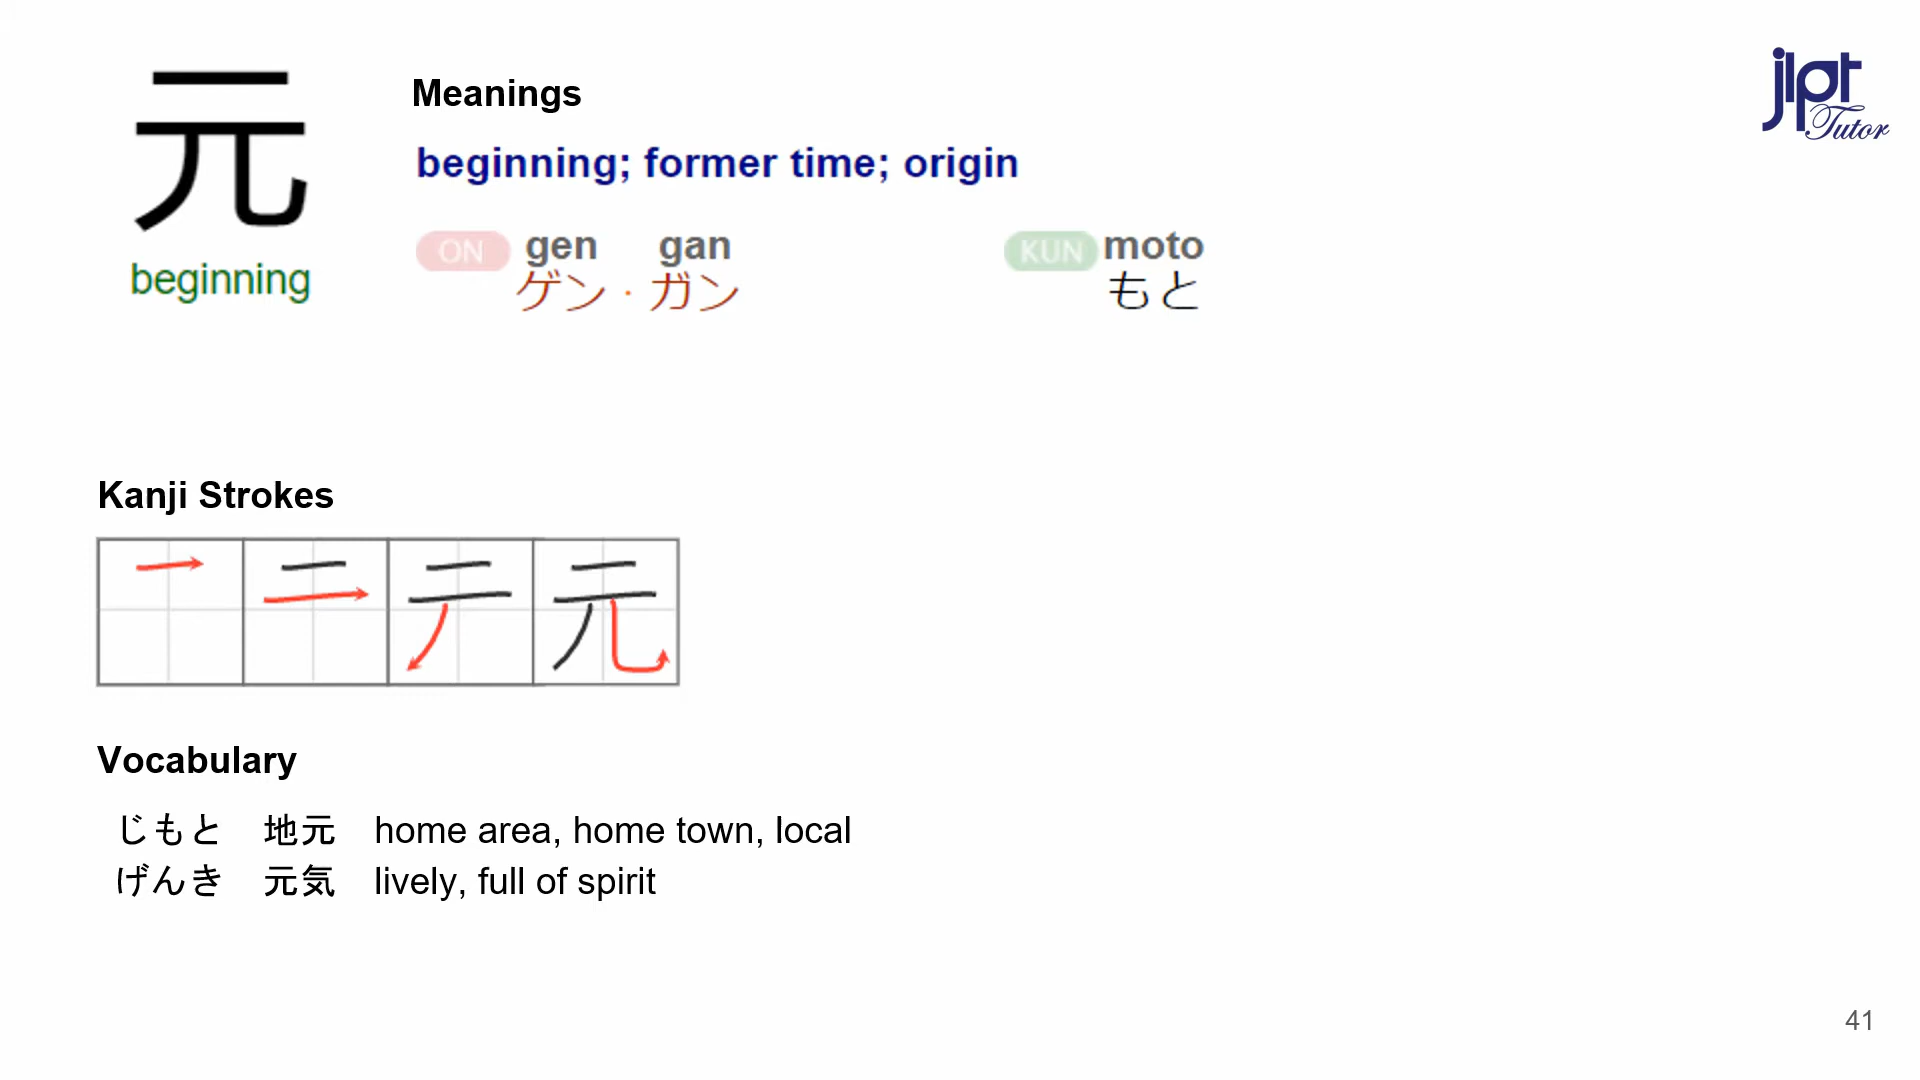 元
beginning
Meanings
beginning; former time; origin
ON gen gan
ゲン・ガン
KUN moto
もと
jlpt
Tutor
Kanji Strokes
Vocabulary
じもと 地元 home area, home town, local
げんき 元気 lively, full of spirit
41